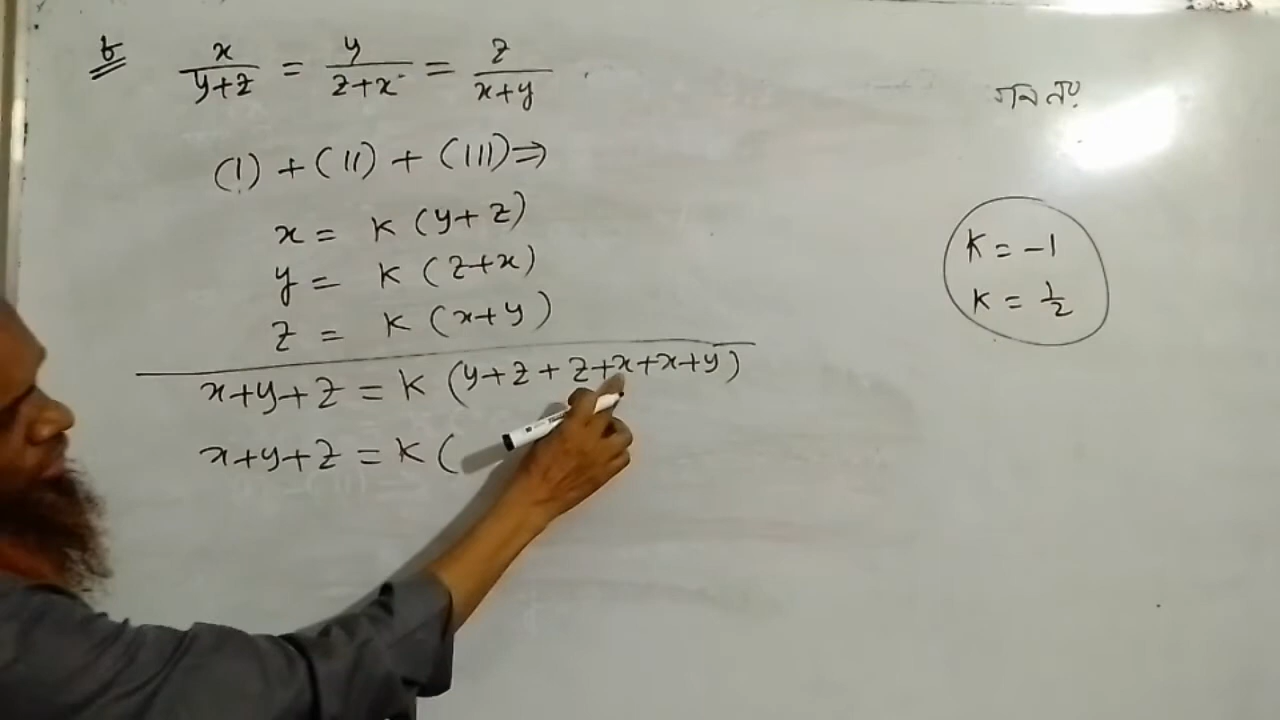 b x/(y+z) = y/(z+x) = z/(x+y)
(I) + (II) + (III) ⇒
x = K (y+z)
y = K (z+x)
z = K (x+y)
x+y+z = K (y+z+z+x+x+y)
x+y+z = K (
K = -1
K = 1/2